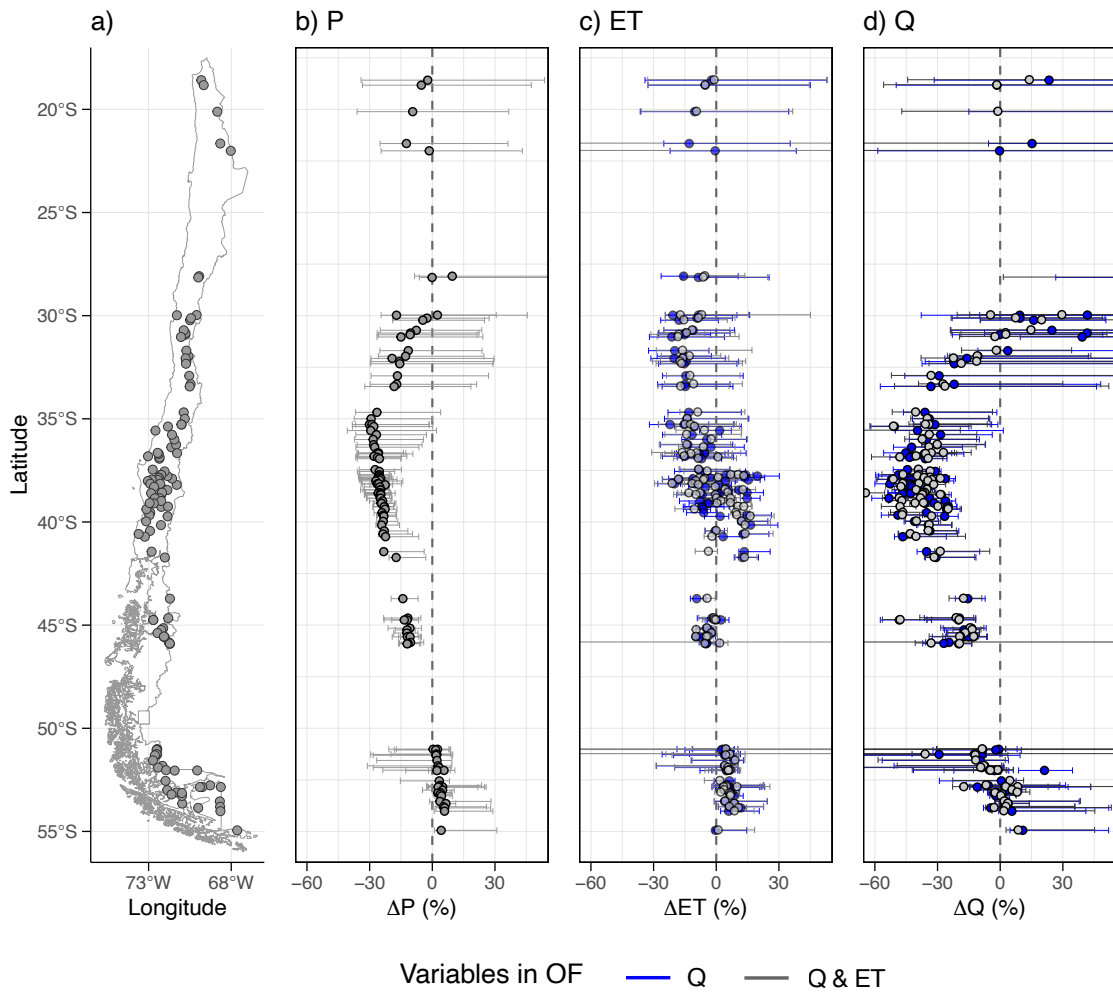 a)
b) P
c) ET
d) Q
20°S
25°S
30°S
35°S
40°S
45°S
50°S
55°S
Latitude
73°W 68°W
Longitude
−60 −30 0 30
ΔP (%)
−60 −30 0 30
ΔET (%)
−60 −30 0 30
ΔQ (%)
Variables in OF Q Q & ET